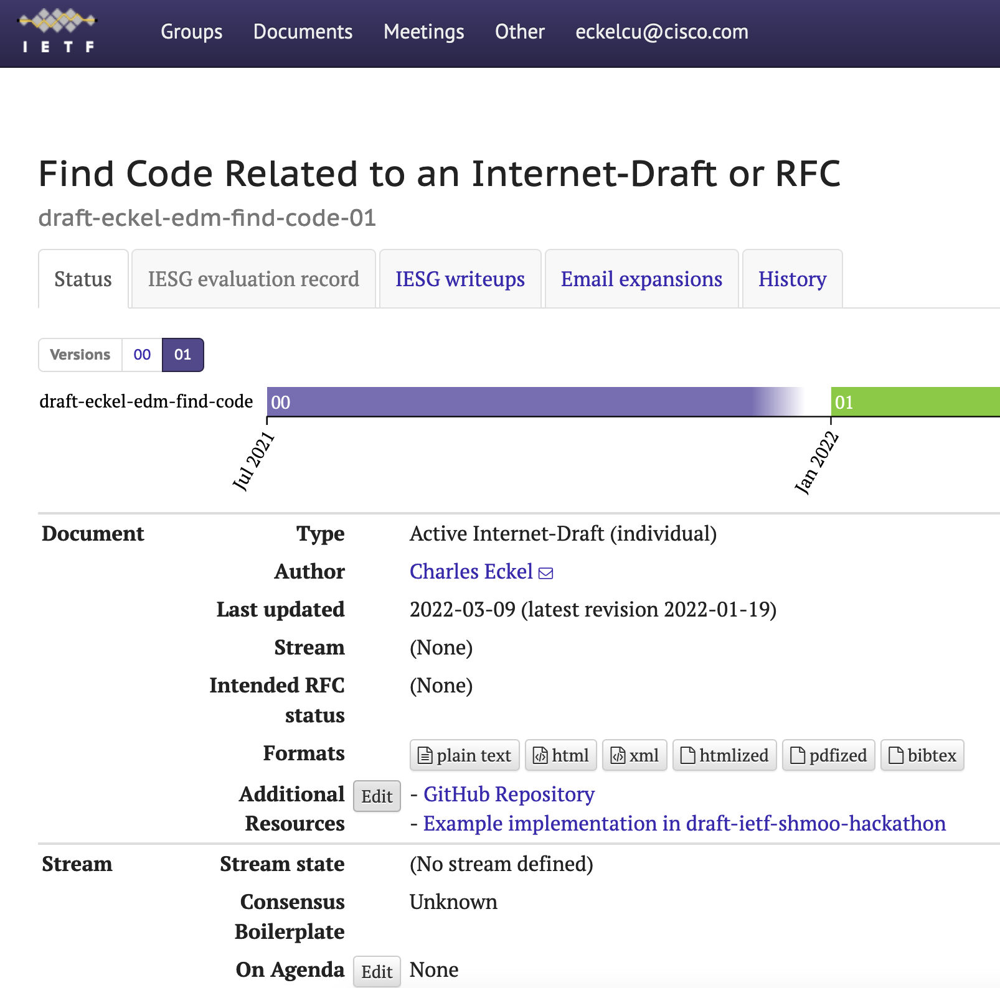 I E T F
Groups Documents Meetings Other eckelcu@cisco.com
Find Code Related to an Internet-Draft or RFC
draft-eckel-edm-find-code-01
Status IESG evaluation record IESG writeups Email expansions History
Versions 00 01
draft-eckel-edm-find-code 00 01
Jul 2021 Jan 2022
Document Type Active Internet-Draft (individual)
Author Charles Eckel
Last updated 2022-03-09 (latest revision 2022-01-19)
Stream (None)
Intended RFC (None)
status
Formats plain text html xml htmlized pdfized bibtex
Additional Edit - GitHub Repository
Resources - Example implementation in draft-ietf-shmoo-hackathon
Stream Stream state (No stream defined)
Consensus Unknown
Boilerplate
On Agenda Edit None